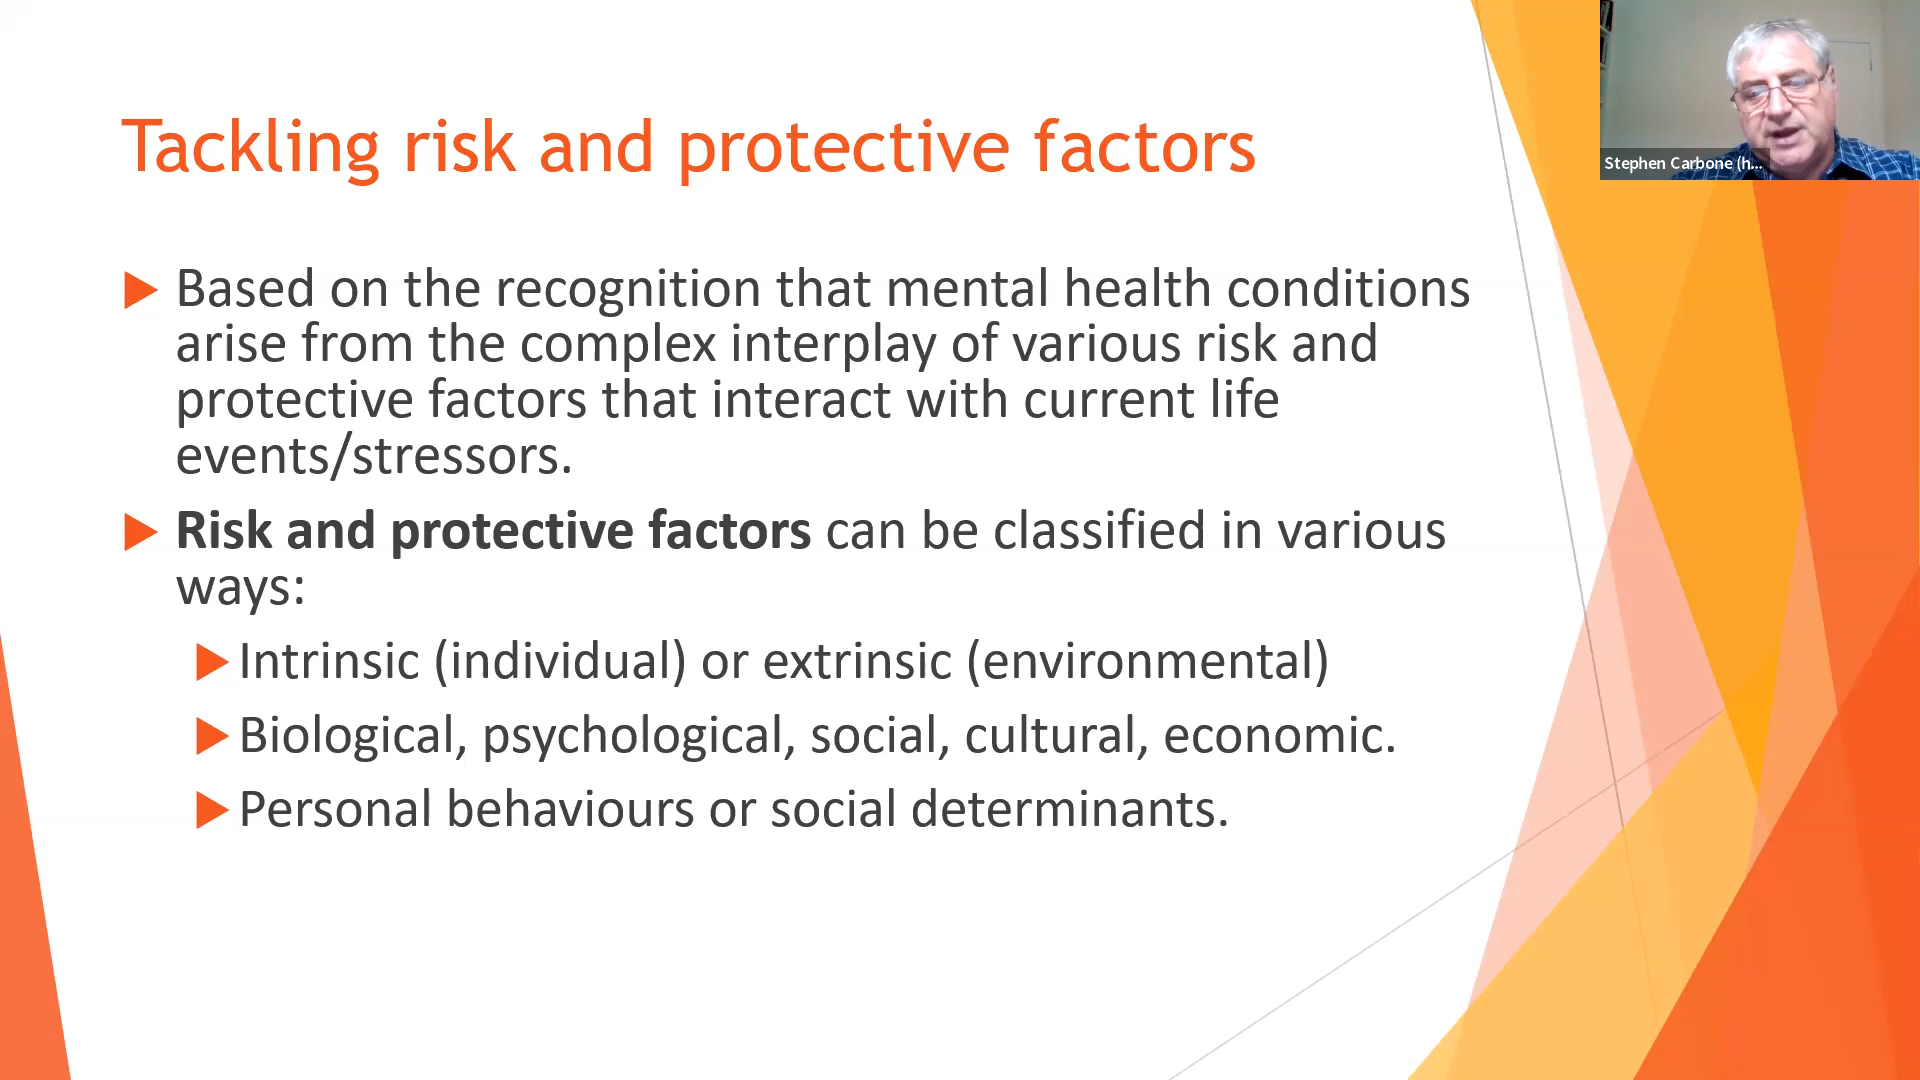 Tackling risk and protective factors
Stephen Carbone (h...
Based on the recognition that mental health conditions
arise from the complex interplay of various risk and
protective factors that interact with current life
events/stressors.
Risk and protective factors can be classified in various
ways:
Intrinsic (individual) or extrinsic (environmental)
Biological, psychological, social, cultural, economic.
Personal behaviours or social determinants.